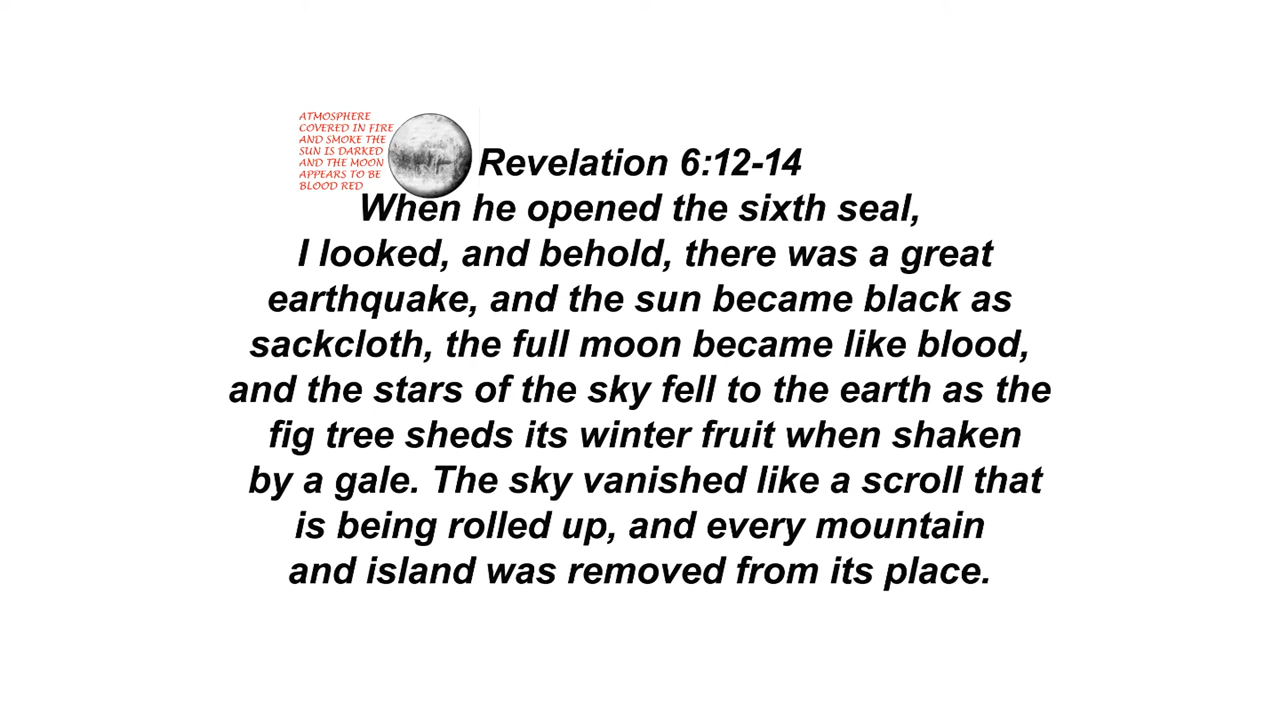 ATMOSPHERE
COVERED IN FIRE
AND SMOKE THE
SUN IS DARKED
AND THE MOON
APPEARS TO BE
BLOOD RED
Revelation 6:12-14
When he opened the sixth seal,
I looked, and behold, there was a great
earthquake, and the sun became black as
sackcloth, the full moon became like blood,
and the stars of the sky fell to the earth as the
fig tree sheds its winter fruit when shaken
by a gale. The sky vanished like a scroll that
is being rolled up, and every mountain
and island was removed from its place.